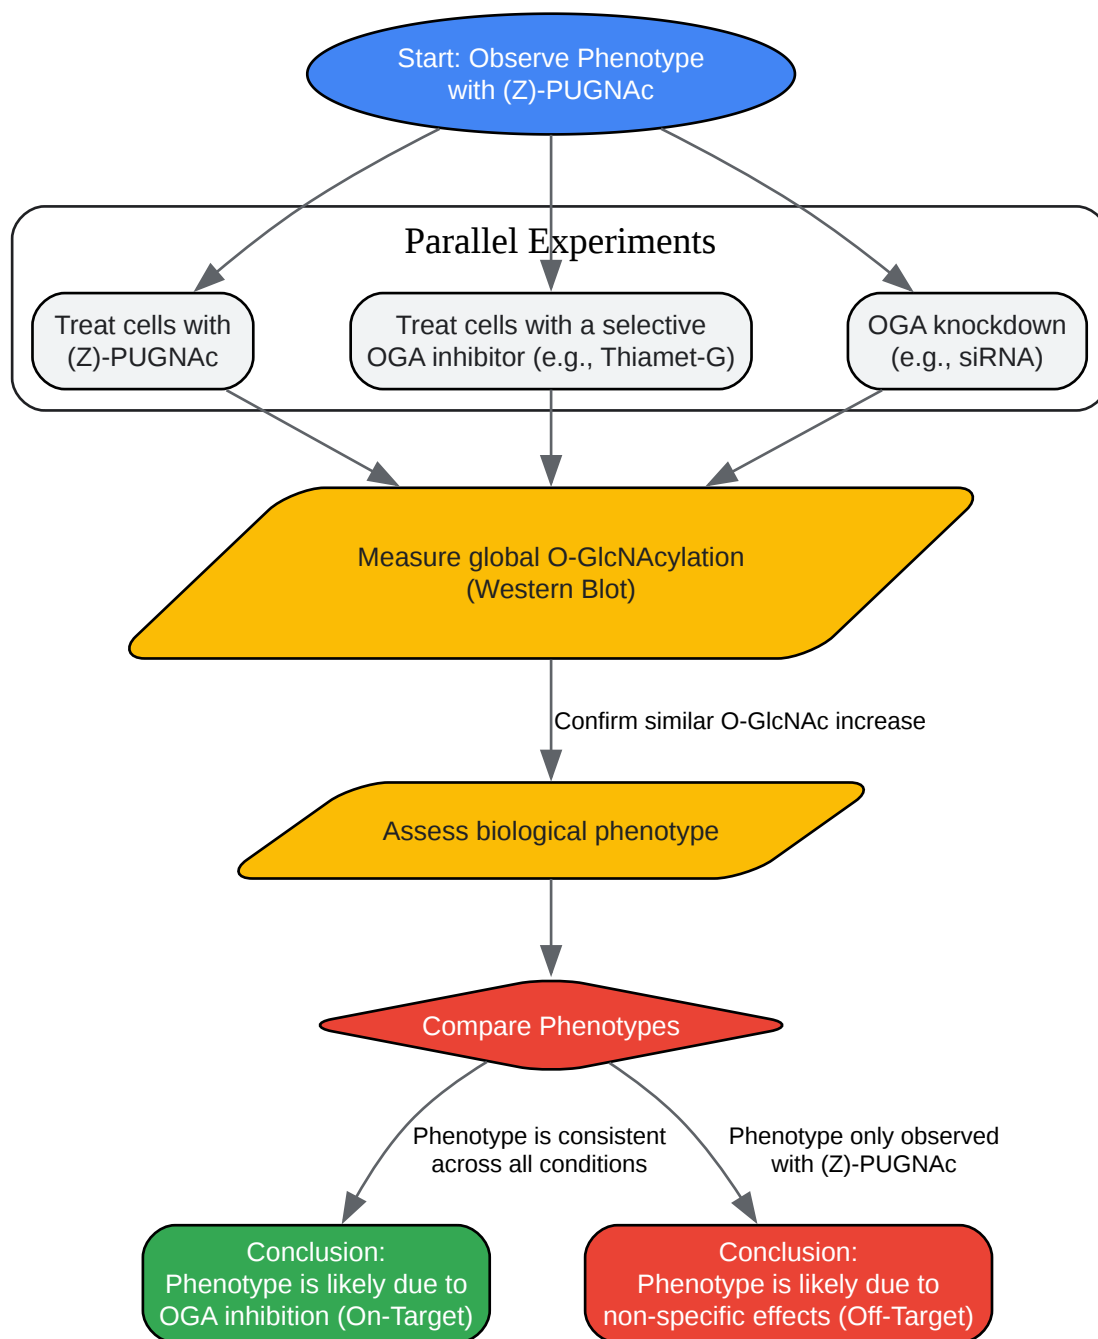 Start: Observe Phenotype
with (Z)-PUGNAc
Parallel Experiments
Treat cells with
(Z)-PUGNAc
Treat cells with a selective
OGA inhibitor (e.g., Thiamet-G)
OGA knockdown
(e.g., siRNA)
Measure global O-GlcNAcylation
(Western Blot)
Confirm similar O-GlcNAc increase
Assess biological phenotype
Compare Phenotypes
Phenotype is consistent
across all conditions
Phenotype only observed
with (Z)-PUGNAc
Conclusion:
Phenotype is likely due to
OGA inhibition (On-Target)
Conclusion:
Phenotype is likely due to
non-specific effects (Off-Target)